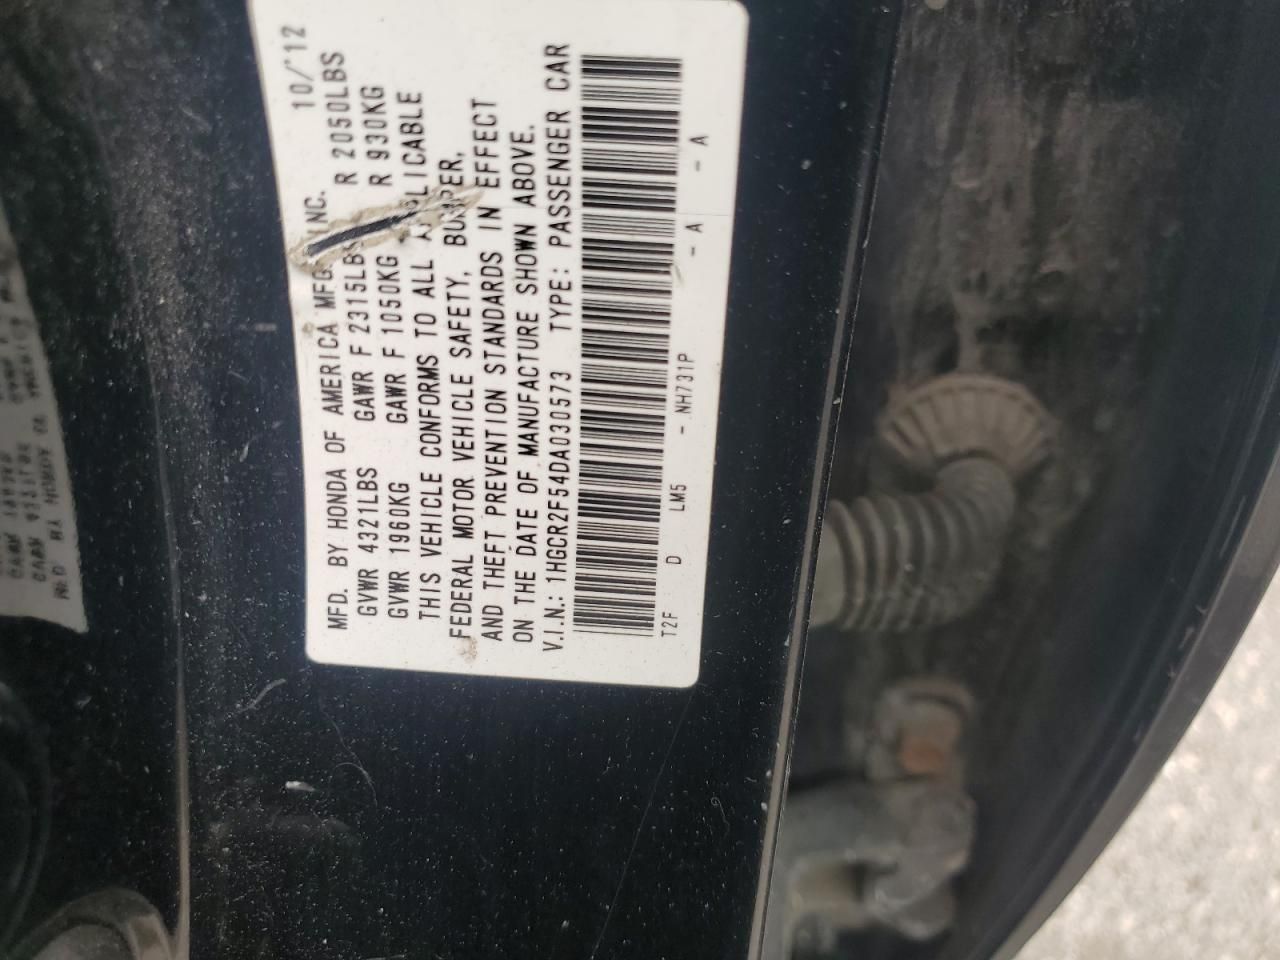 MFD. BY HONDA OF AMERICA MFG. INC. 10/'12
GVWR 4321LBS GAWR F 2315LBS R 2050LBS
GVWR 1960KG GAWR F 1050KG R 930KG
THIS VEHICLE CONFORMS TO ALL APPLICABLE
FEDERAL MOTOR VEHICLE SAFETY, BUMPER,
AND THEFT PREVENTION STANDARDS IN EFFECT
ON THE DATE OF MANUFACTURE SHOWN ABOVE.
V.I.N.: 1HGCR2F54DA030573 TYPE: PASSENGER CAR
T2F D LM5 - NH731P - A - A